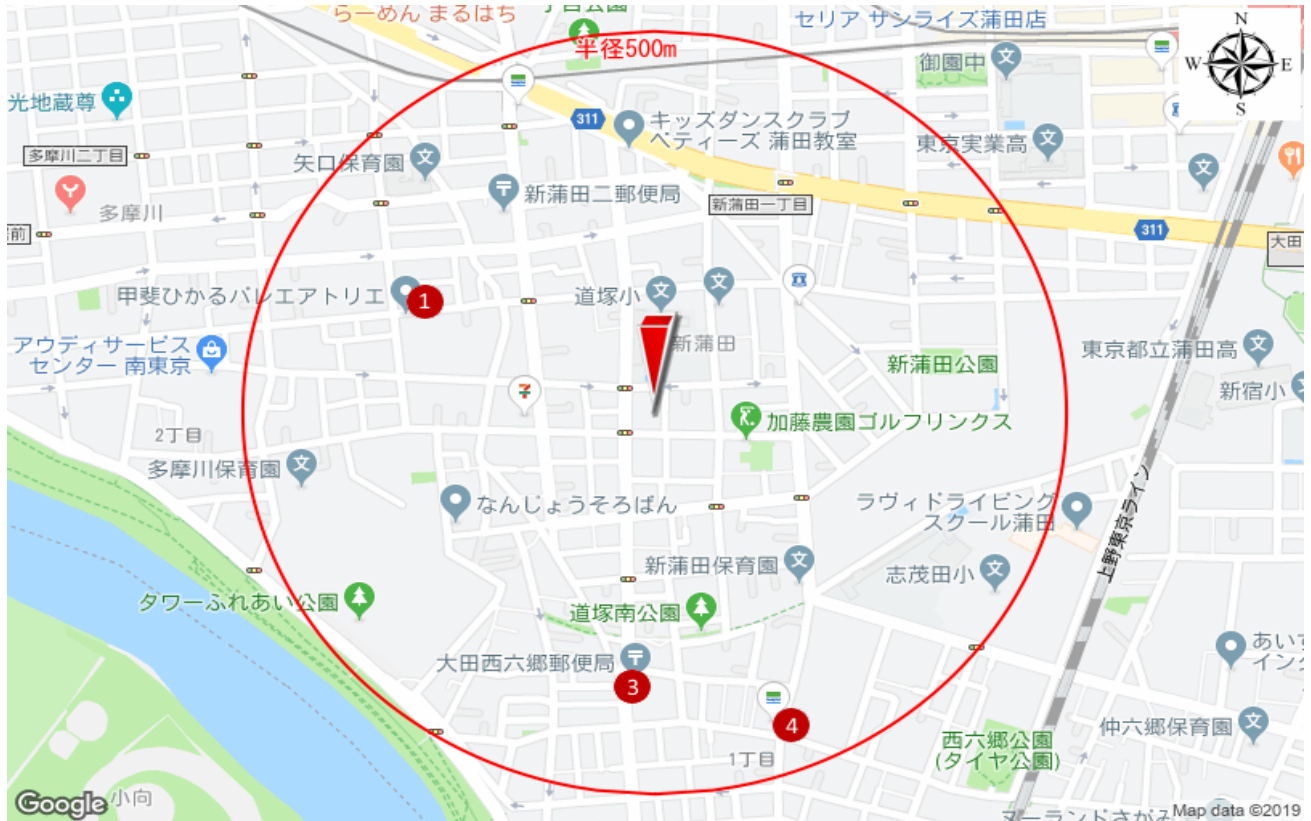 らーめん まるはち
丁目公園
セリア サンライズ蒲田店
半径500m
N
W
E
S
御園中
光地蔵尊
311
キッズダンスクラブ
ベティーズ 蒲田教室
東京実業高
多摩川二丁目
矢口保育園
新蒲田二郵便局
多摩川
新蒲田一丁目
前
311
大田
甲斐ひかるバレエアトリエ
1
道塚小
新蒲田
アウディサービス
センター 南東京
新蒲田公園
東京都立蒲田高
新宿小
7
加藤農園ゴルフリンクス
2丁目
多摩川保育園
なんじょうそろばん
ラヴィドライビング
スクール蒲田
上野東京ライン
新蒲田保育園
志茂田小
タワーふれあい公園
道塚南公園
大田西六郷郵便局
3
4
あいす
イング
仲六郷保育園
西六郷公園
(タイヤ公園)
1丁目
Google
小向
Map data ©2019